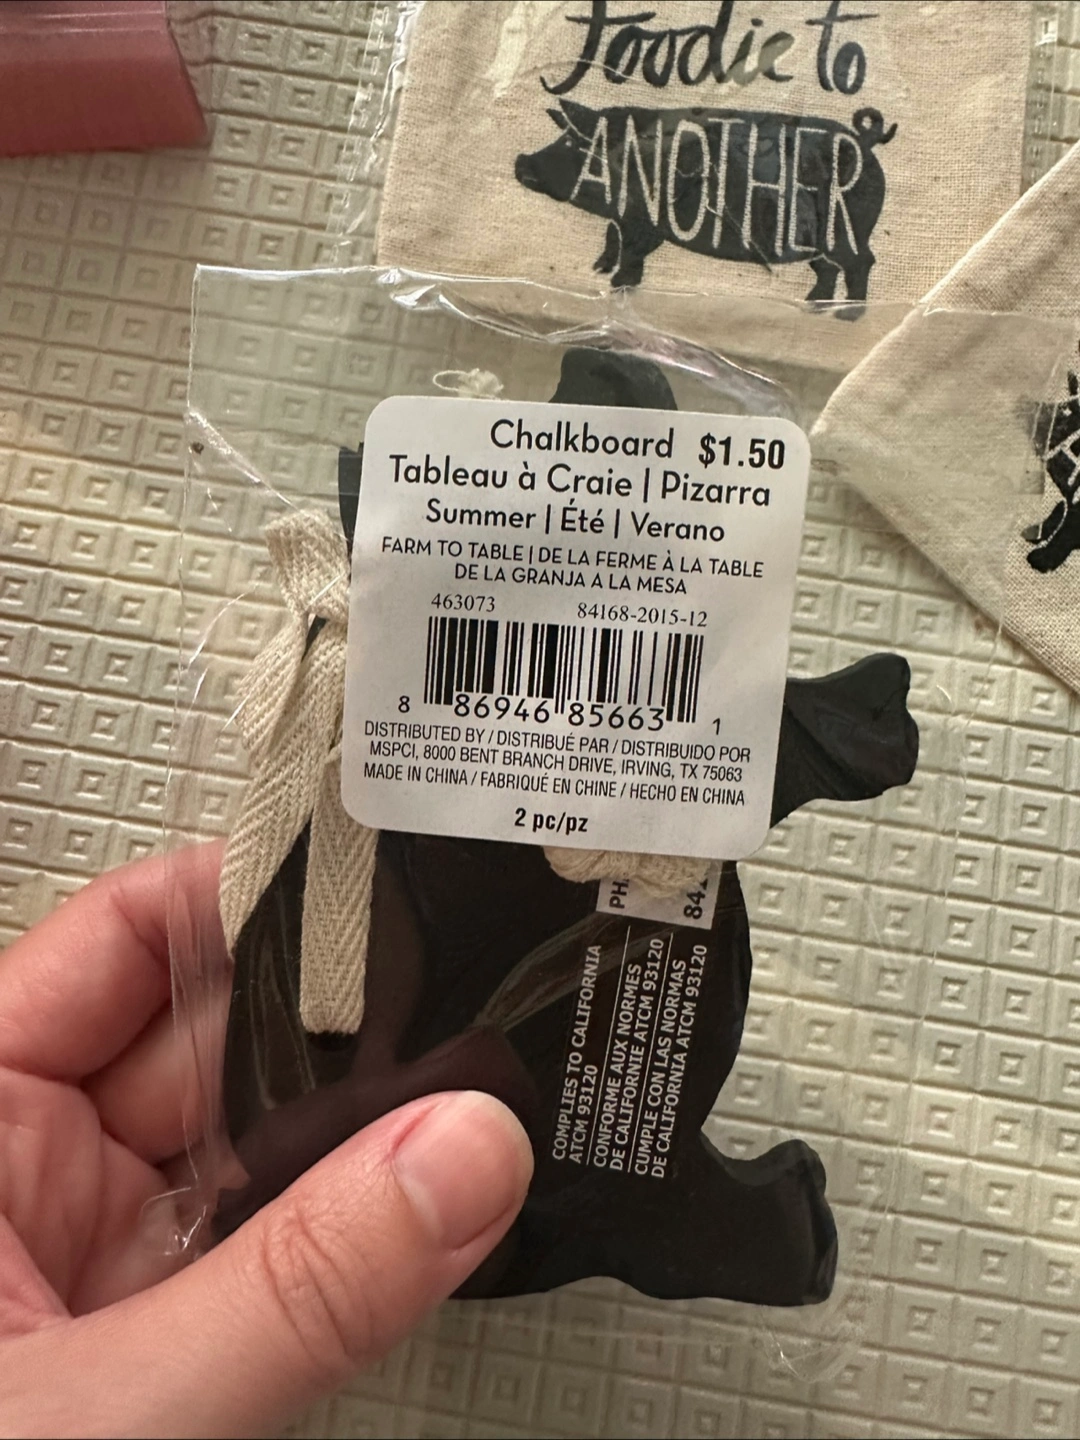 Foodie to
ANOTHER
Chalkboard $1.50
Tableau à Craie | Pizarra
Summer | Été | Verano
FARM TO TABLE | DE LA FERME À LA TABLE
DE LA GRANJA A LA MESA
463073 84168-2015-12
8 86946 85663 1
DISTRIBUTED BY / DISTRIBUÉ PAR / DISTRIBUIDO POR
MSPCI, 8000 BENT BRANCH DRIVE, IRVING, TX 75063
MADE IN CHINA / FABRIQUÉ EN CHINE / HECHO EN CHINA
2 pc/pz
COMPLIES TO CALIFORNIA
ATCM 93120
CONFORME AUX NORMES
DE CALIFORNIE ATCM 93120
CUMPLE CON LAS NORMAS
DE CALIFORNIA ATCM 93120